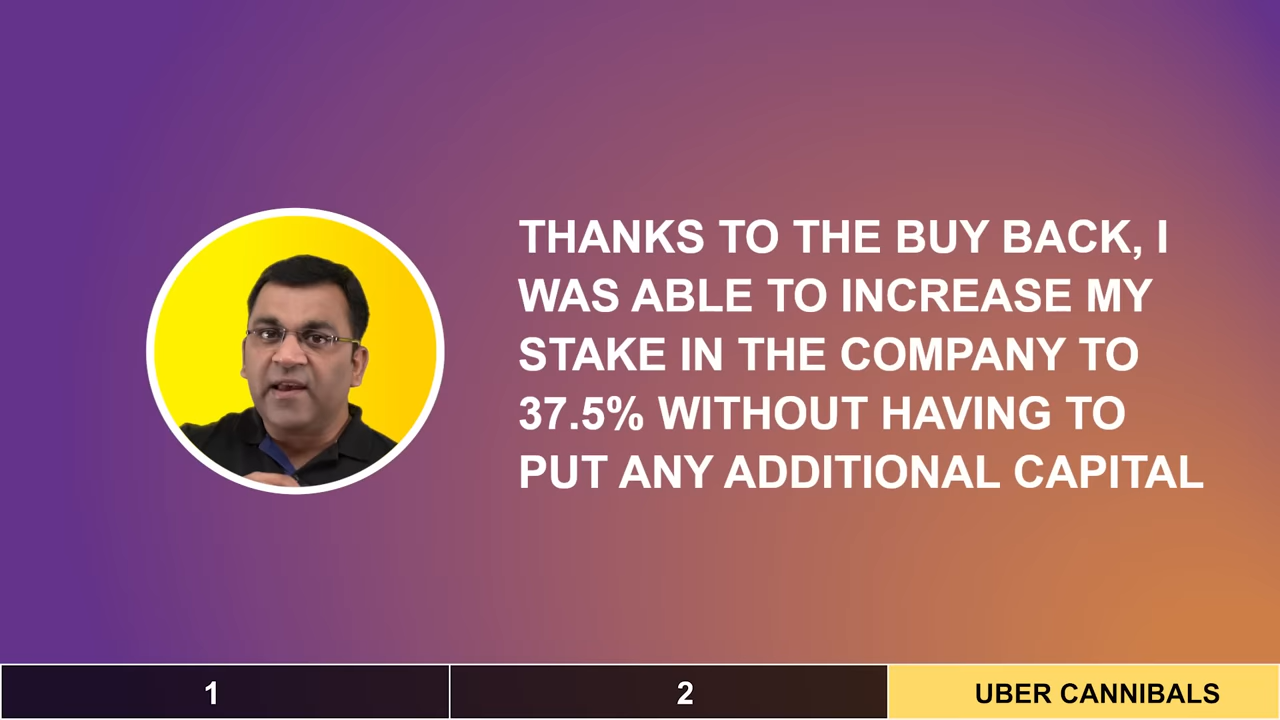 THANKS TO THE BUY BACK, I
WAS ABLE TO INCREASE MY
STAKE IN THE COMPANY TO
37.5% WITHOUT HAVING TO
PUT ANY ADDITIONAL CAPITAL
1
2
UBER CANNIBALS